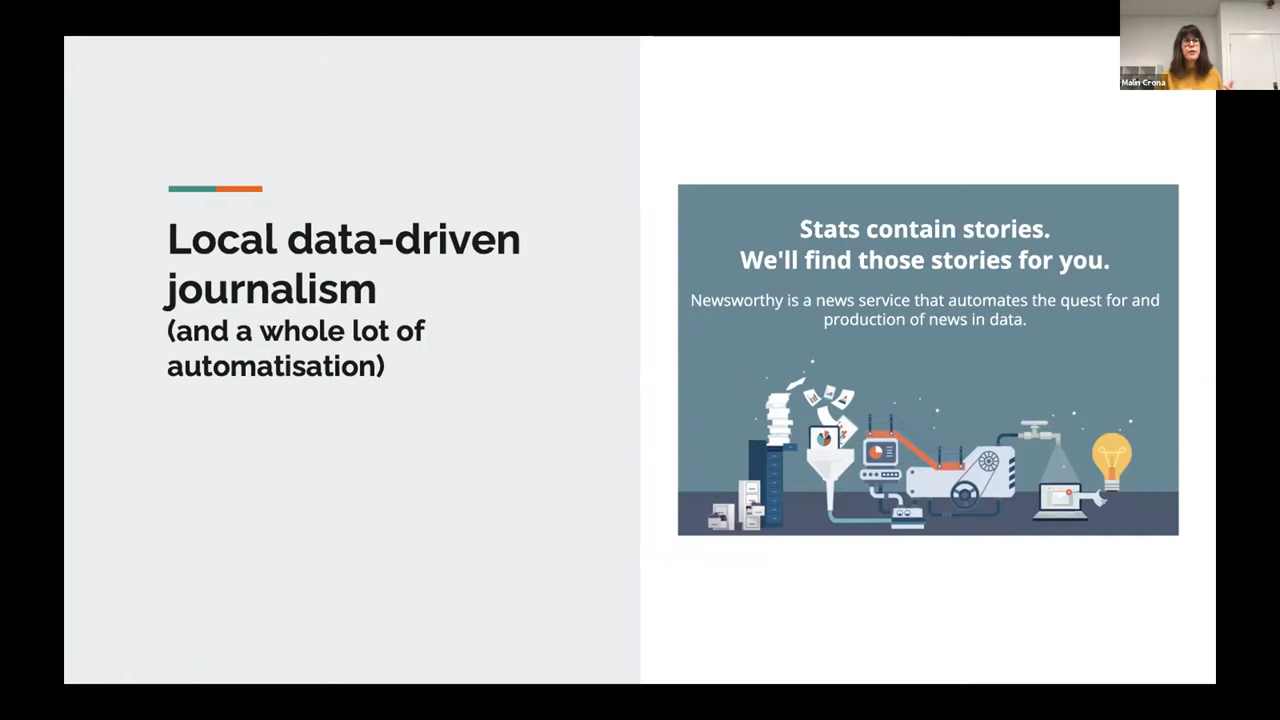 Malin Crona
Local data-driven
journalism
(and a whole lot of
automatisation)
Stats contain stories.
We'll find those stories for you.
Newsworthy is a news service that automates the quest for and
production of news in data.